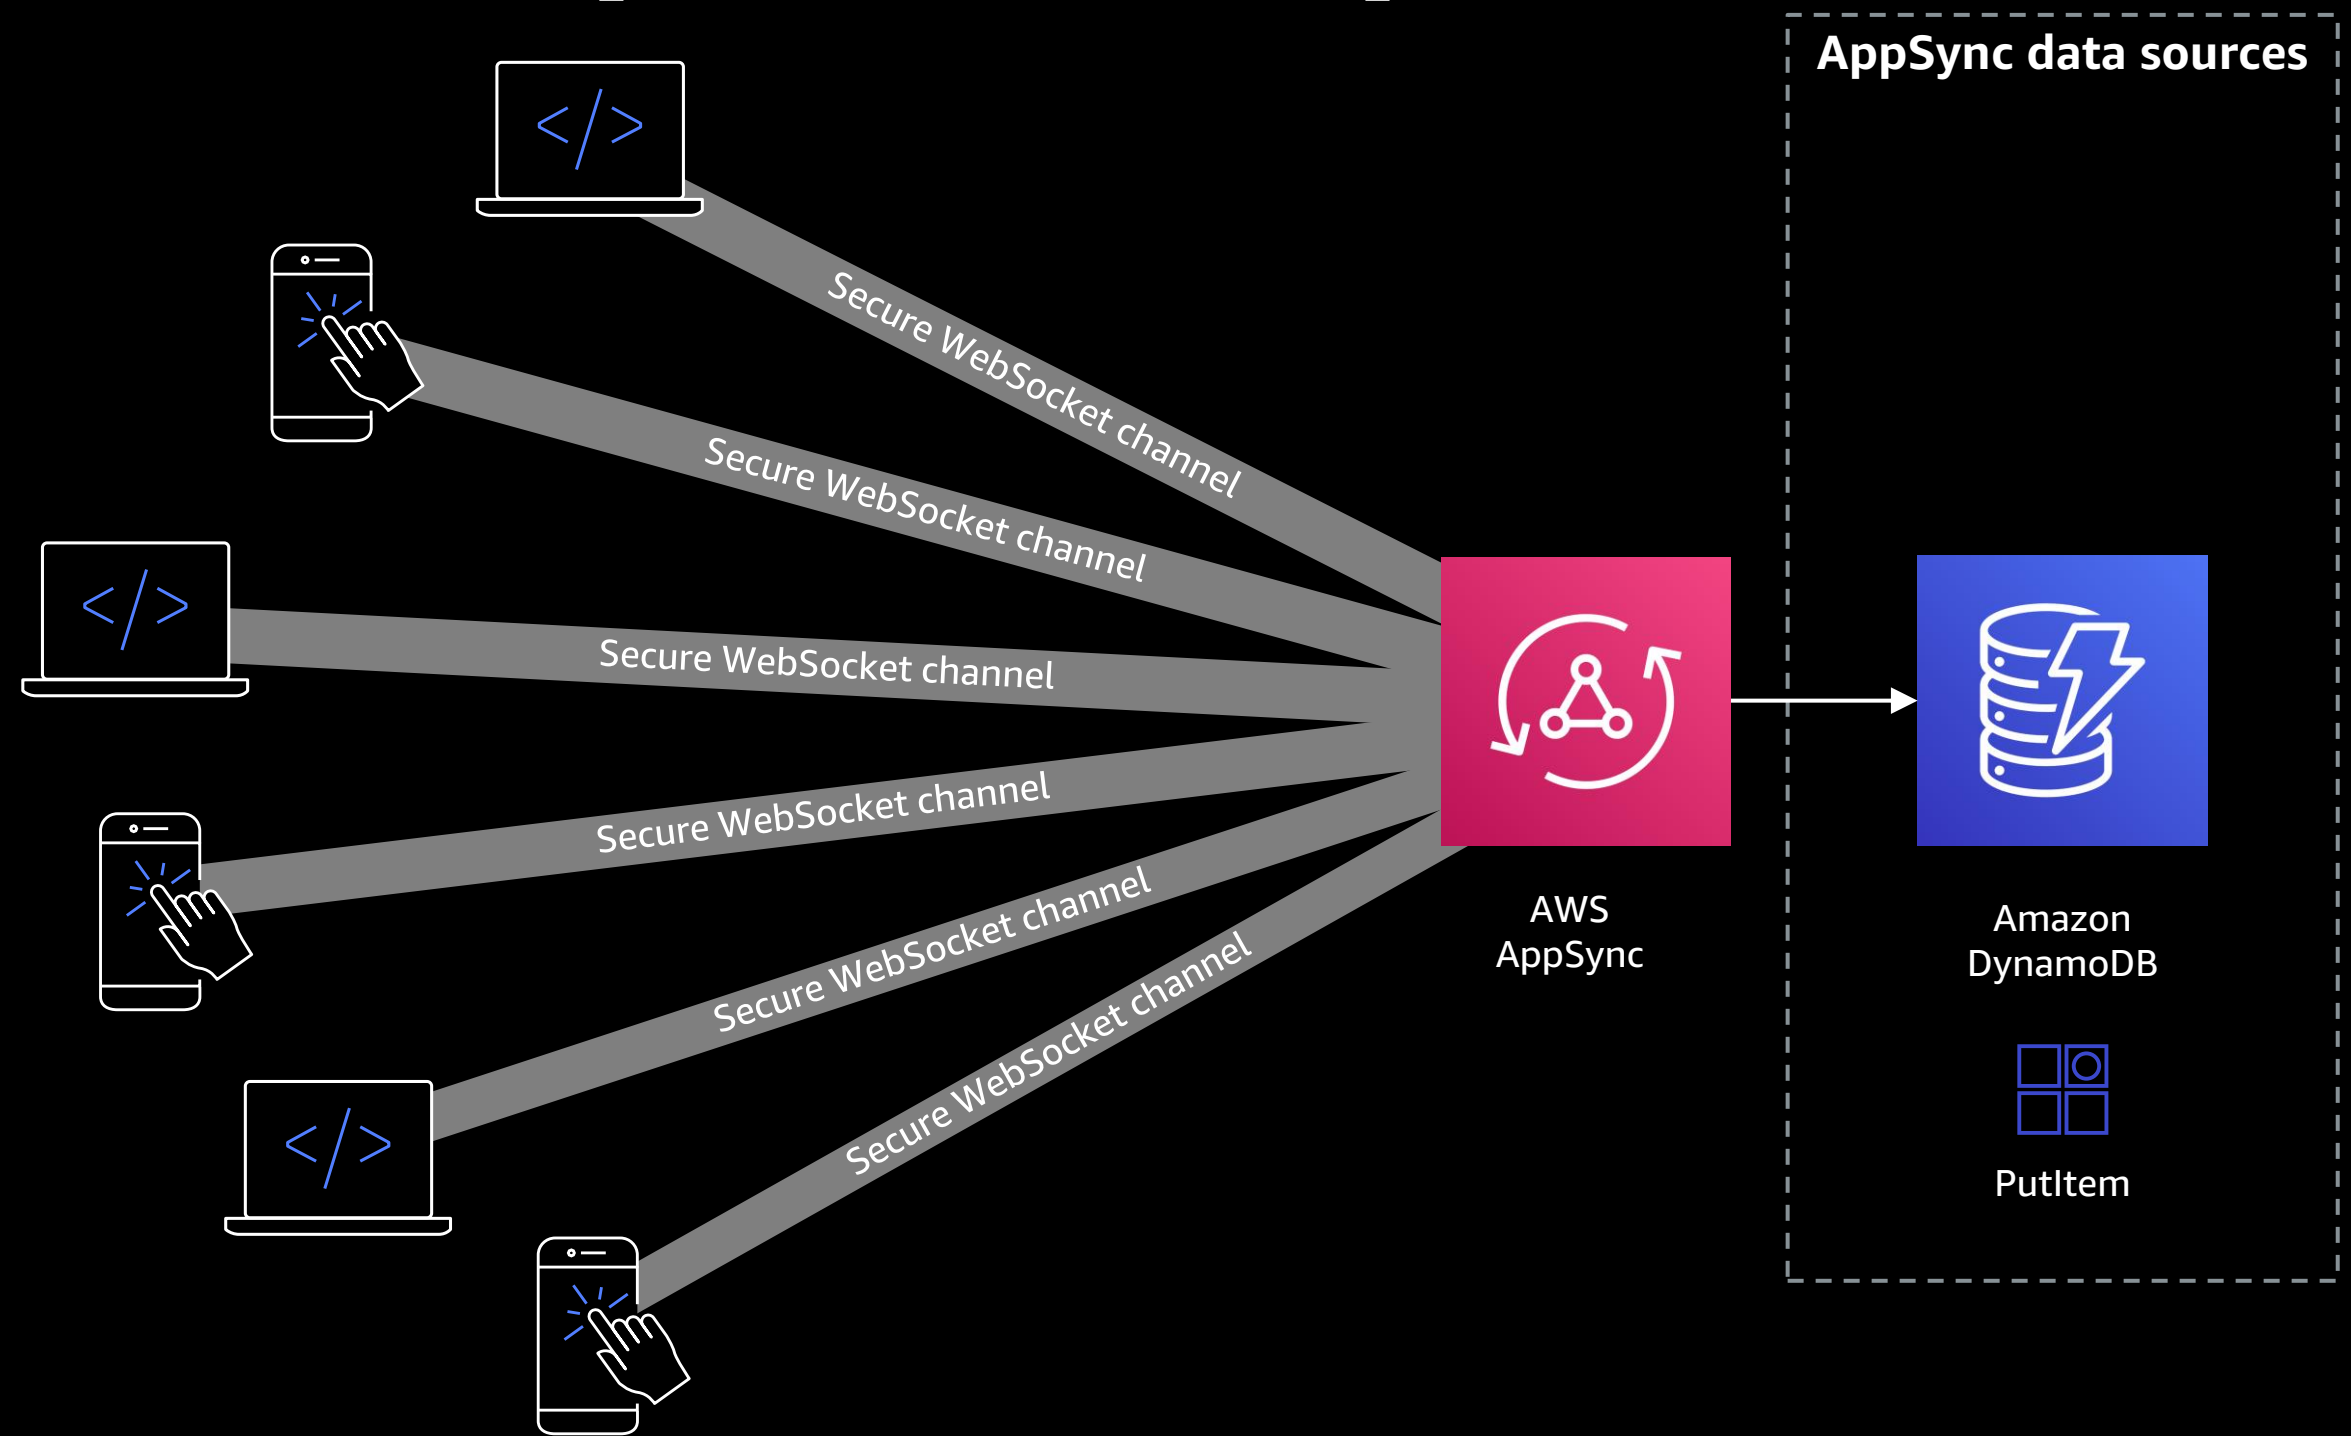 AppSync data sources
Secure WebSocket channel
Secure WebSocket channel
Secure WebSocket channel
Secure WebSocket channel
Secure WebSocket channel
Secure WebSocket channel
AWS
AppSync
Amazon
DynamoDB
PutItem